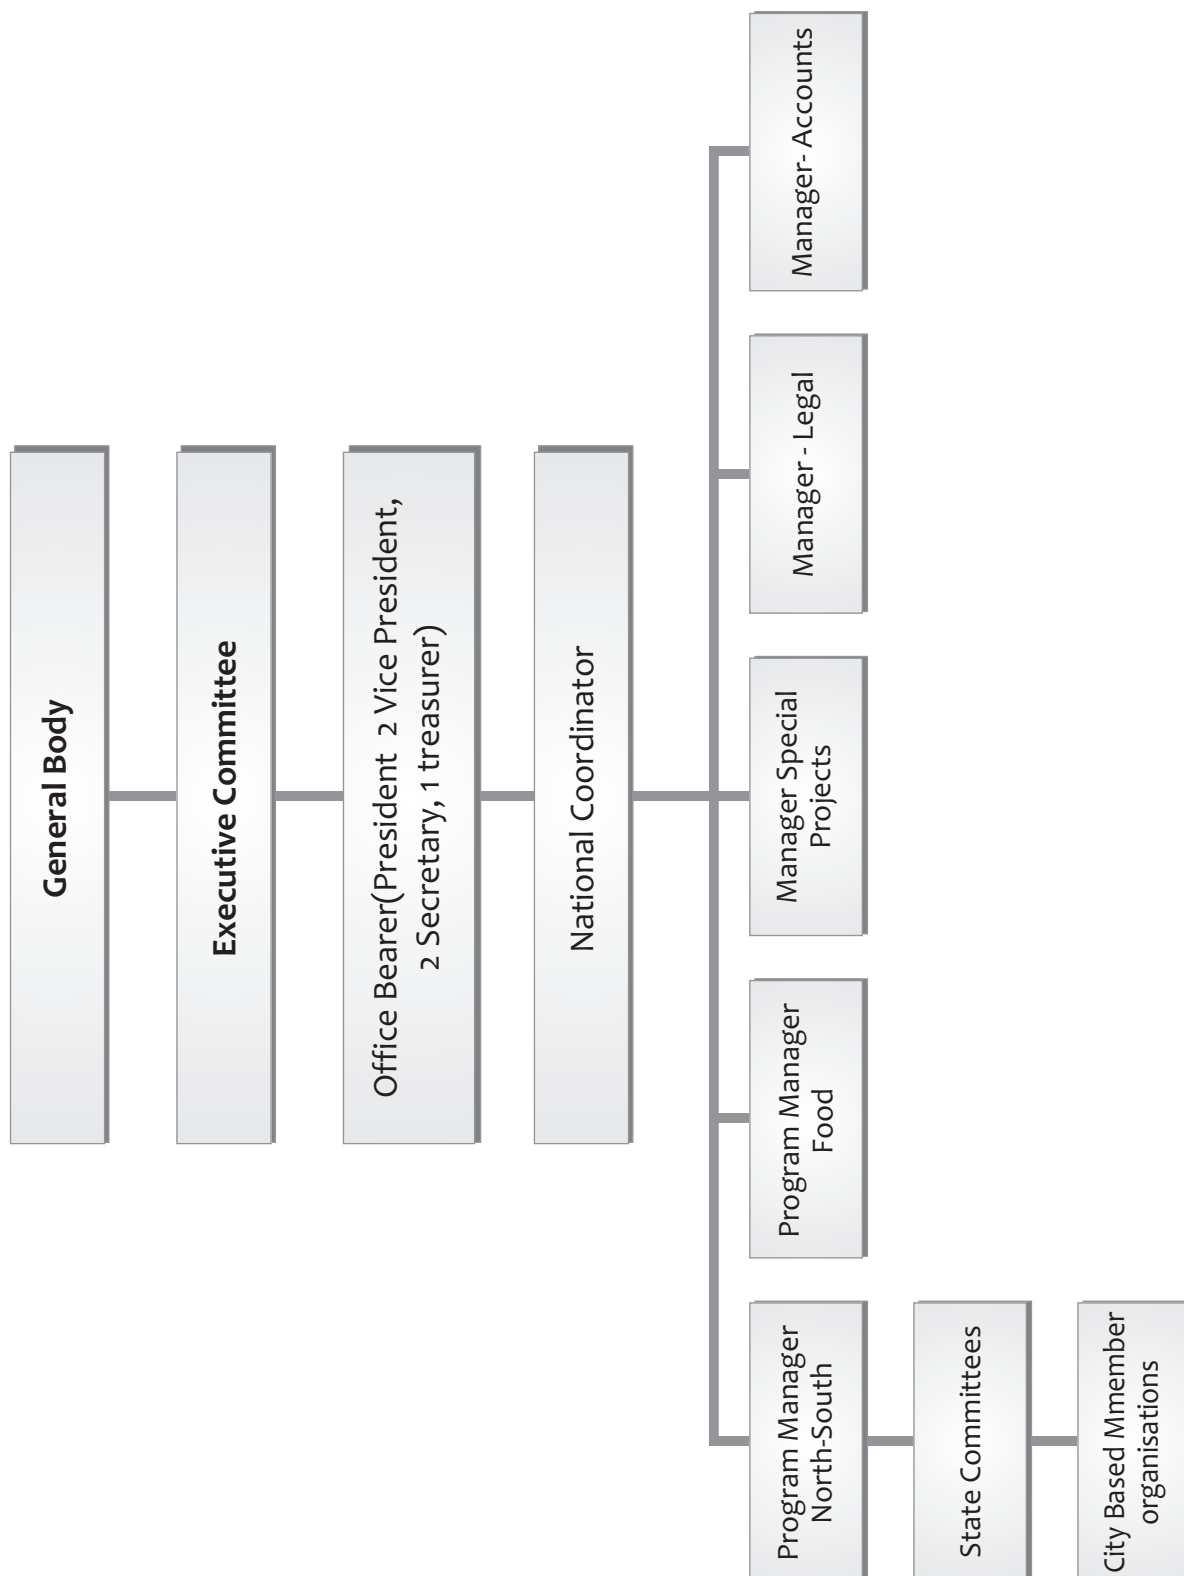 General Body
Executive Committee
Office Bearer(President 2 Vice President,
2 Secretary, 1 treasurer)
National Coordinator
Program Manager
North-South
Program Manager
Food
Manager Special
Projects
Manager - Legal
Manager- Accounts
State Committees
City Based Mmember
organisations